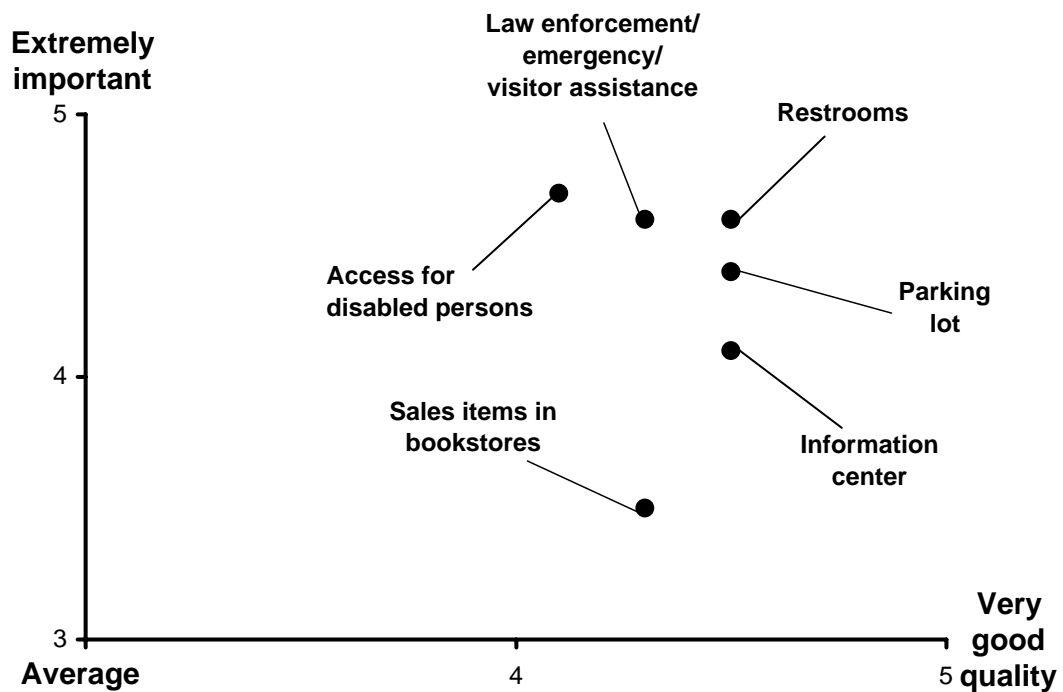 Extremely
important
Law enforcement/
emergency/
visitor assistance
5
Restrooms
Access for
disabled persons
Parking
lot
4
Sales items in
bookstores
Information
center
3
Average
4
5
Very
good
quality